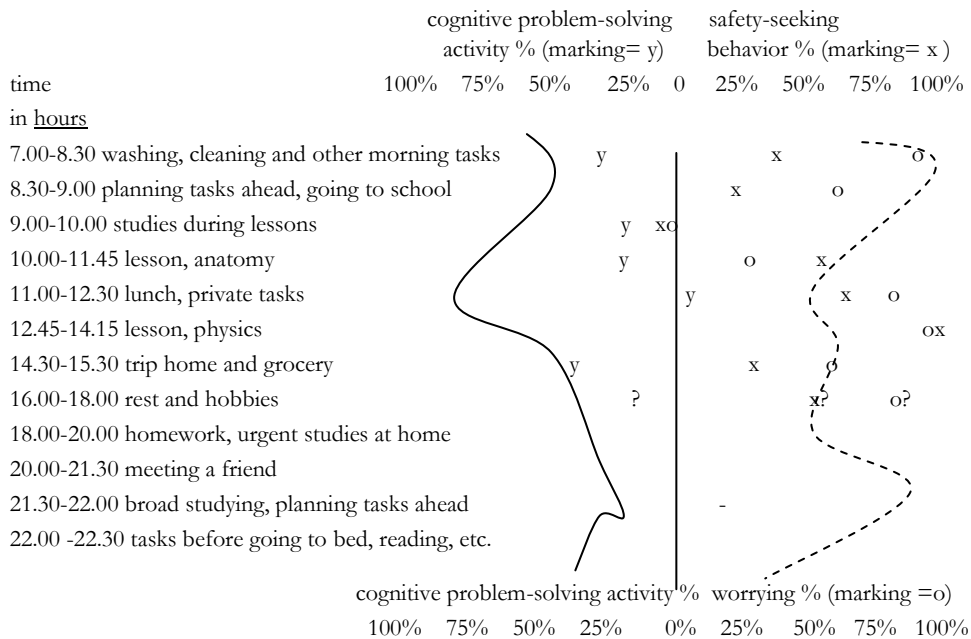 cognitive problem-solving safety-seeking
activity % (marking= y) behavior % (marking= x )
time 100% 75% 50% 25% 0 25% 50% 75% 100%
in hours
7.00-8.30 washing, cleaning and other morning tasks y x o
8.30-9.00 planning tasks ahead, going to school x o
9.00-10.00 studies during lessons y xo
10.00-11.45 lesson, anatomy y o x
11.00-12.30 lunch, private tasks y x o
12.45-14.15 lesson, physics ox
14.30-15.30 trip home and grocery y x o
16.00-18.00 rest and hobbies ? x? o?
18.00-20.00 homework, urgent studies at home
20.00-21.30 meeting a friend
21.30-22.00 broad studying, planning tasks ahead -
22.00 -22.30 tasks before going to bed, reading, etc.
cognitive problem-solving activity % worrying % (marking =o)
100% 75% 50% 25% 0% 25% 50% 75% 100%